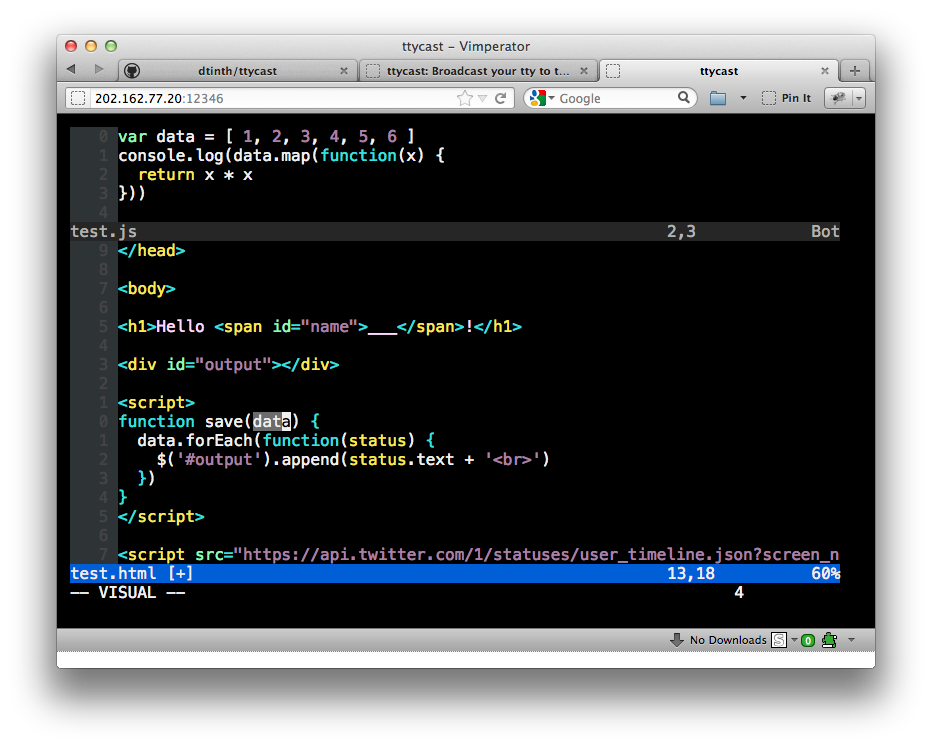 ttycast – Vimperator
dtinth/ttycast
ttycast: Broadcast your tty to t...
ttycast
202.162.77.20:12346
Google
Pin It
0 var data = [ 1, 2, 3, 4, 5, 6 ]
1 console.log(data.map(function(x) {
2   return x * x
3 }))
4
test.js 2,3 Bot
9 </head>
8
7 <body>
6
5 <h1>Hello <span id="name">___</span>!</h1>
4
3 <div id="output"></div>
2
1 <script>
0 function save(data) {
1   data.forEach(function(status) {
2     $('#output').append(status.text + '<br>')
3   })
4 }
5 </script>
6
7 <script src="https://api.twitter.com/1/statuses/user_timeline.json?screen_n
test.html [+] 13,18 60%
-- VISUAL -- 4
No Downloads S 0